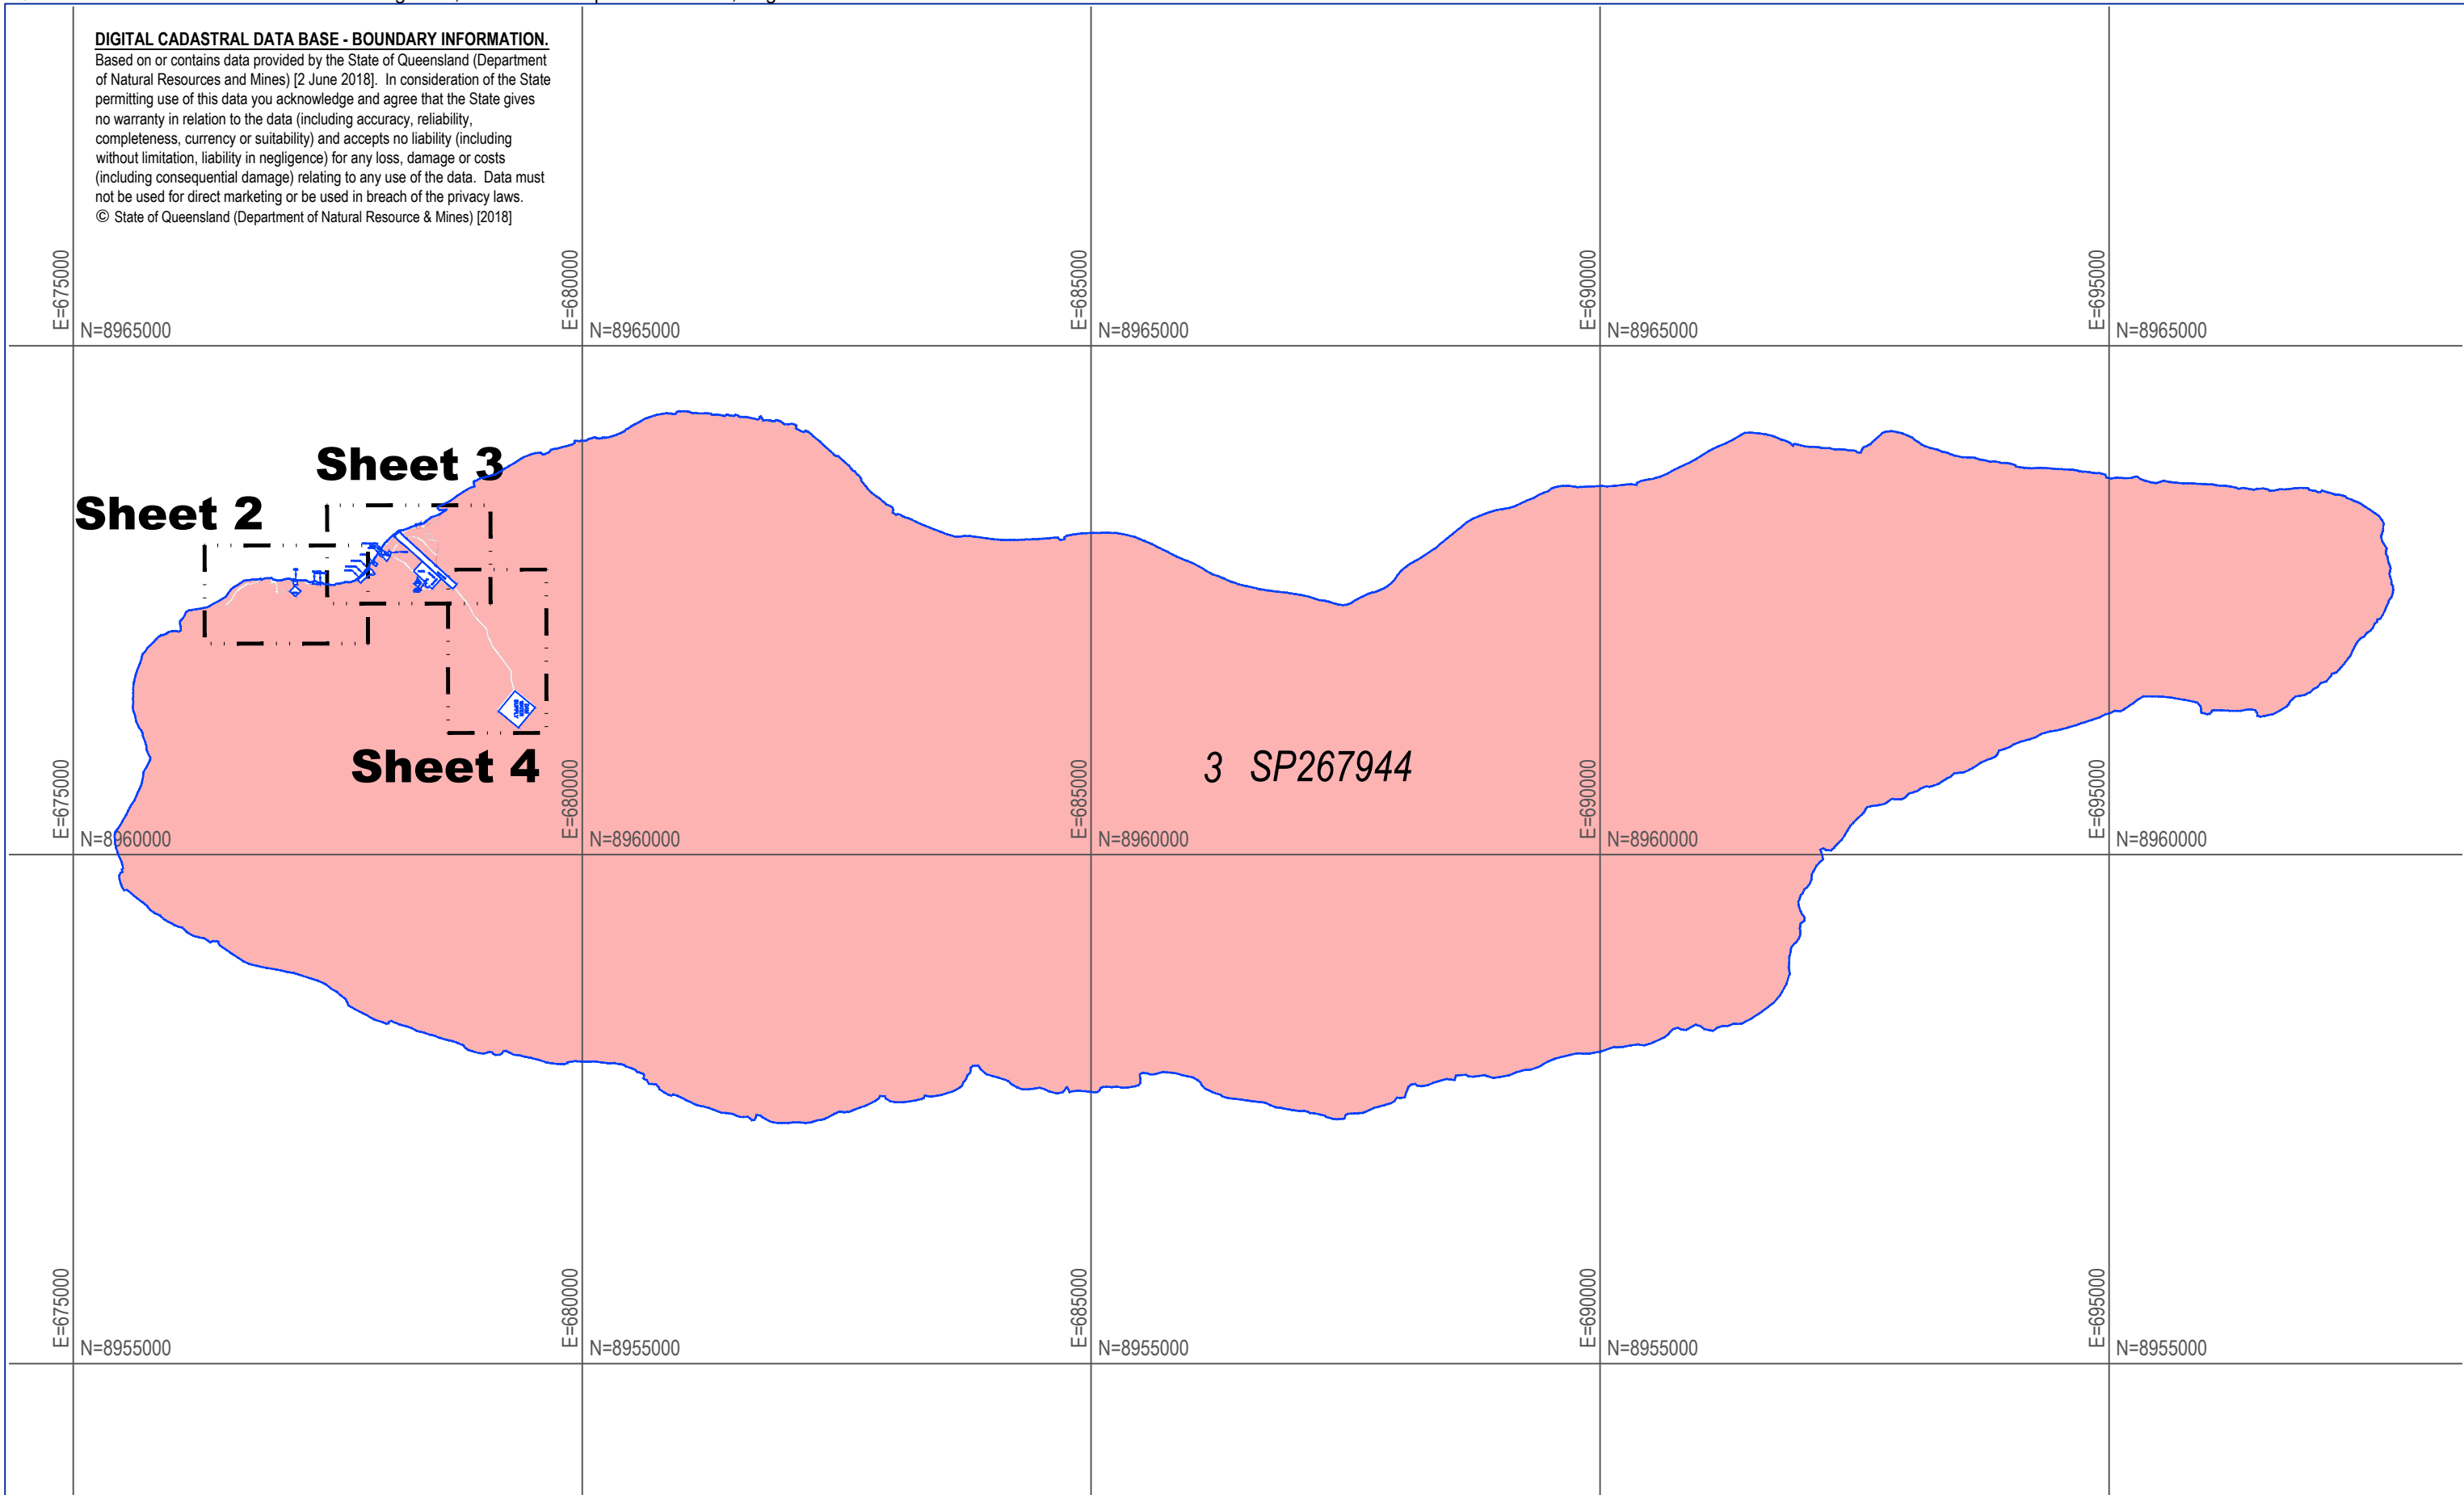 DIGITAL CADASTRAL DATA BASE - BOUNDARY INFORMATION.
Based on or contains data provided by the State of Queensland (Department
of Natural Resources and Mines) [2 June 2018]. In consideration of the State
permitting use of this data you acknowledge and agree that the State gives
no warranty in relation to the data (including accuracy, reliability,
completeness, currency or suitability) and accepts no liability (including
without limitation, liability in negligence) for any loss, damage or costs
(including consequential damage) relating to any use of the data. Data must
not be used for direct marketing or be used in breach of the privacy laws.
© State of Queensland (Department of Natural Resource & Mines) [2018]
E=675000
E=680000
E=685000
E=690000
E=695000
N=8965000
N=8965000
N=8965000
N=8965000
N=8965000
Sheet 3
Sheet 2
Sheet 4
3 SP267944
E=675000
E=680000
E=685000
E=690000
E=695000
N=8960000
N=8960000
N=8960000
N=8960000
N=8960000
E=675000
E=680000
E=685000
E=690000
E=695000
N=8955000
N=8955000
N=8955000
N=8955000
N=8955000